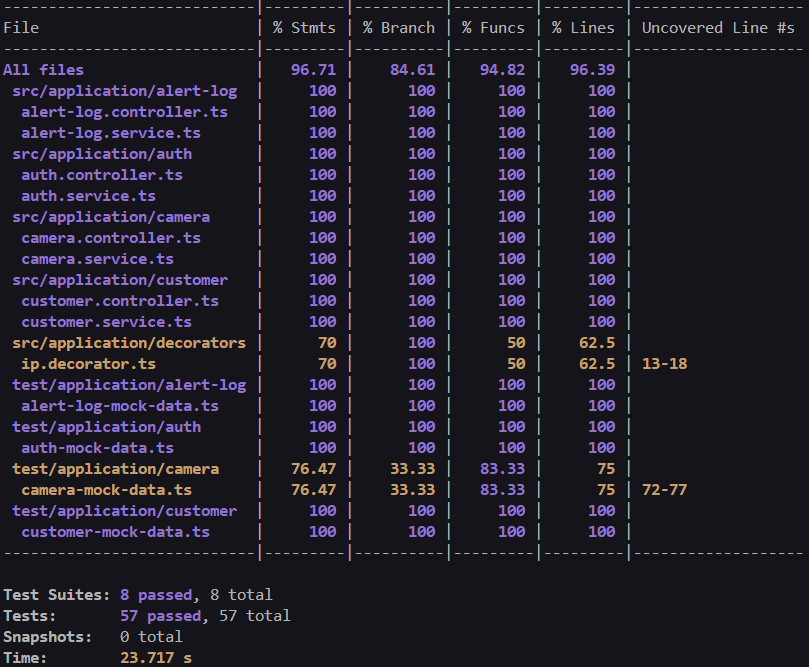 ----------------------------|---------|----------|---------|---------|-------------------
File                        | % Stmts | % Branch | % Funcs | % Lines | Uncovered Line #s
----------------------------|---------|----------|---------|---------|-------------------
All files                   |   96.71 |    84.61 |   94.82 |   96.39 |
 src/application/alert-log  |     100 |      100 |     100 |     100 |
  alert-log.controller.ts   |     100 |      100 |     100 |     100 |
  alert-log.service.ts      |     100 |      100 |     100 |     100 |
 src/application/auth       |     100 |      100 |     100 |     100 |
  auth.controller.ts        |     100 |      100 |     100 |     100 |
  auth.service.ts           |     100 |      100 |     100 |     100 |
 src/application/camera     |     100 |      100 |     100 |     100 |
  camera.controller.ts      |     100 |      100 |     100 |     100 |
  camera.service.ts         |     100 |      100 |     100 |     100 |
 src/application/customer   |     100 |      100 |     100 |     100 |
  customer.controller.ts    |     100 |      100 |     100 |     100 |
  customer.service.ts       |     100 |      100 |     100 |     100 |
 src/application/decorators |      70 |      100 |      50 |    62.5 |
  ip.decorator.ts           |      70 |      100 |      50 |    62.5 | 13-18
 test/application/alert-log |     100 |      100 |     100 |     100 |
  alert-log-mock-data.ts    |     100 |      100 |     100 |     100 |
 test/application/auth      |     100 |      100 |     100 |     100 |
  auth-mock-data.ts         |     100 |      100 |     100 |     100 |
 test/application/camera    |   76.47 |    33.33 |   83.33 |      75 |
  camera-mock-data.ts       |   76.47 |    33.33 |   83.33 |      75 | 72-77
 test/application/customer  |     100 |      100 |     100 |     100 |
  customer-mock-data.ts     |     100 |      100 |     100 |     100 |
----------------------------|---------|----------|---------|---------|-------------------
Test Suites: 8 passed, 8 total
Tests:       57 passed, 57 total
Snapshots:   0 total
Time:        23.717 s